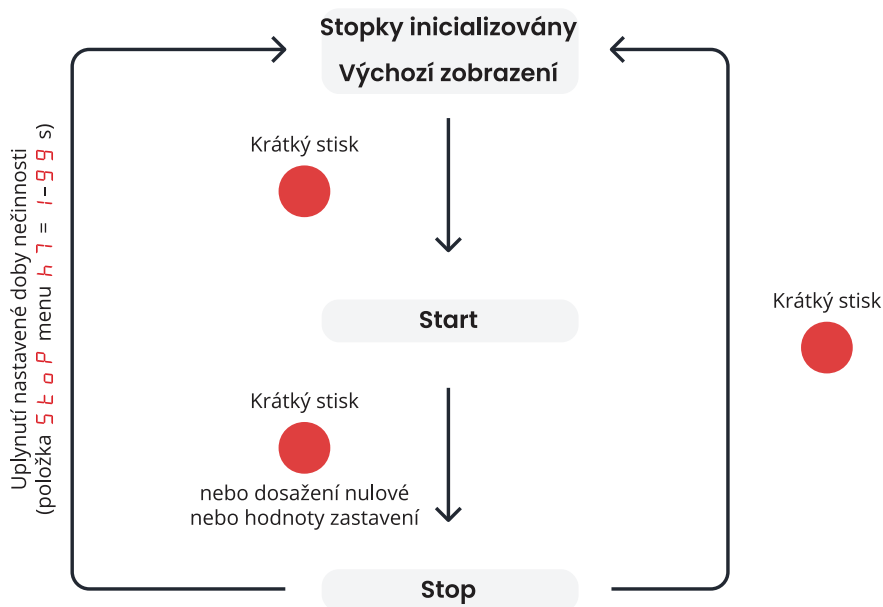 Stopky inicializovány
Výchozí zobrazení
Krátký stisk
Start
Krátký stisk
Krátký stisk
nebo dosažení nulové
nebo hodnoty zastavení
Stop
Uplynutí nastavené doby nečinnosti
(položka StoP menu h7 = 1-99 s)